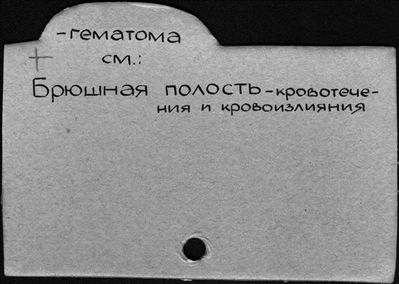 -гематома
+ см.:
Брюшная полость-кровотече-
ния и кровоизлияния